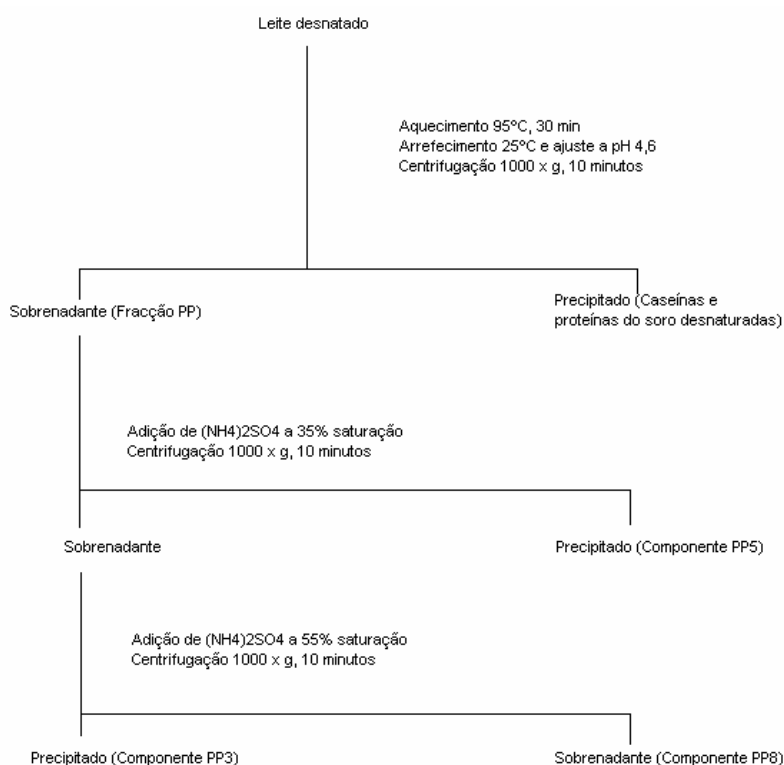 Leite desnatado
Aquecimento 95ºC, 30 min
Arrefecimento 25ºC e ajuste a pH 4,6
Centrifugação 1000 x g, 10 minutos
Sobrenadante (Fracção PP)
Precipitado (Caseínas e
proteínas do soro desnaturadas)
Adição de (NH4)2SO4 a 35% saturação
Centrifugação 1000 x g, 10 minutos
Sobrenadante
Precipitado (Componente PP5)
Adição de (NH4)2SO4 a 55% saturação
Centrifugação 1000 x g, 10 minutos
Precipitado (Componente PP3)
Sobrenadante (Componente PP8)